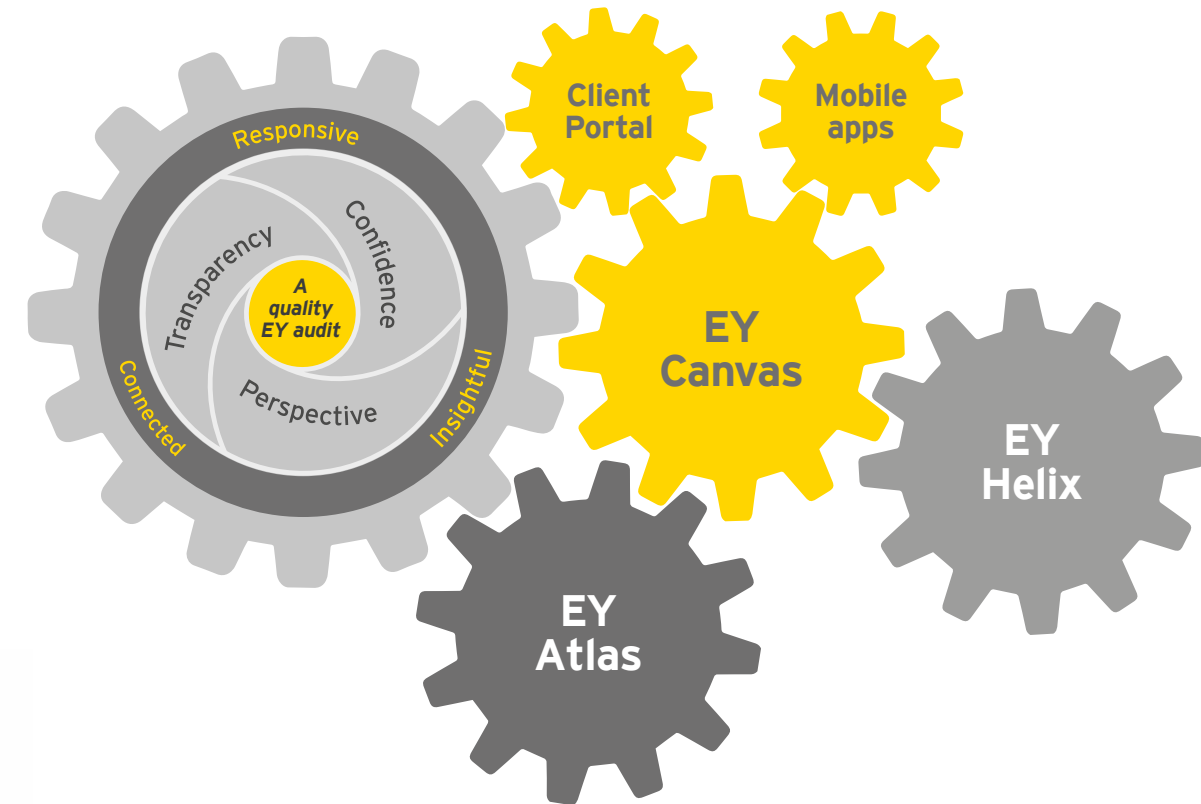 Responsive
Connected
Insightful
Transparency
Confidence
Perspective
A
quality
EY audit
Client
Portal
Mobile
apps
EY
Canvas
EY
Helix
EY
Atlas